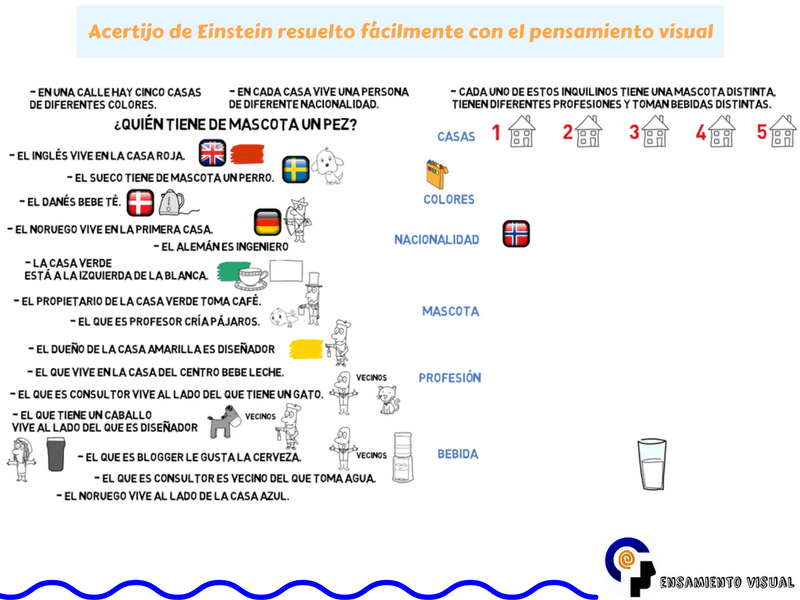 Acertijo de Einstein resuelto fácilmente con el pensamiento visual
- EN UNA CALLE HAY CINCO CASAS
DE DIFERENTES COLORES.
- EN CADA CASA VIVE UNA PERSONA
DE DIFERENTE NACIONALIDAD.
- CADA UNO DE ESTOS INQUILINOS TIENE UNA MASCOTA DISTINTA,
TIENEN DIFERENTES PROFESIONES Y TOMAN BEBIDAS DISTINTAS.
¿QUIÉN TIENE DE MASCOTA UN PEZ?
- EL INGLÉS VIVE EN LA CASA ROJA.
- EL SUECO TIENE DE MASCOTA UN PERRO.
- EL DANÉS BEBE TÉ.
- EL NORUEGO VIVE EN LA PRIMERA CASA.
- EL ALEMÁN ES INGENIERO
- LA CASA VERDE
ESTÁ A LA IZQUIERDA DE LA BLANCA.
- EL PROPIETARIO DE LA CASA VERDE TOMA CAFÉ.
- EL QUE ES PROFESOR CRÍA PÁJAROS.
- EL DUEÑO DE LA CASA AMARILLA ES DISEÑADOR
- EL QUE VIVE EN LA CASA DEL CENTRO BEBE LECHE.
VECINOS
- EL QUE ES CONSULTOR VIVE AL LADO DEL QUE TIENE UN GATO.
- EL QUE TIENE UN CABALLO
VIVE AL LADO DEL QUE ES DISEÑADOR
VECINOS
- EL QUE ES BLOGGER LE GUSTA LA CERVEZA.
VECINOS
- EL QUE ES CONSULTOR ES VECINO DEL QUE TOMA AGUA.
- EL NORUEGO VIVE AL LADO DE LA CASA AZUL.
CASAS 1 2 3 4 5
COLORES
NACIONALIDAD
MASCOTA
PROFESIÓN
BEBIDA
PENSAMIENTO VISUAL